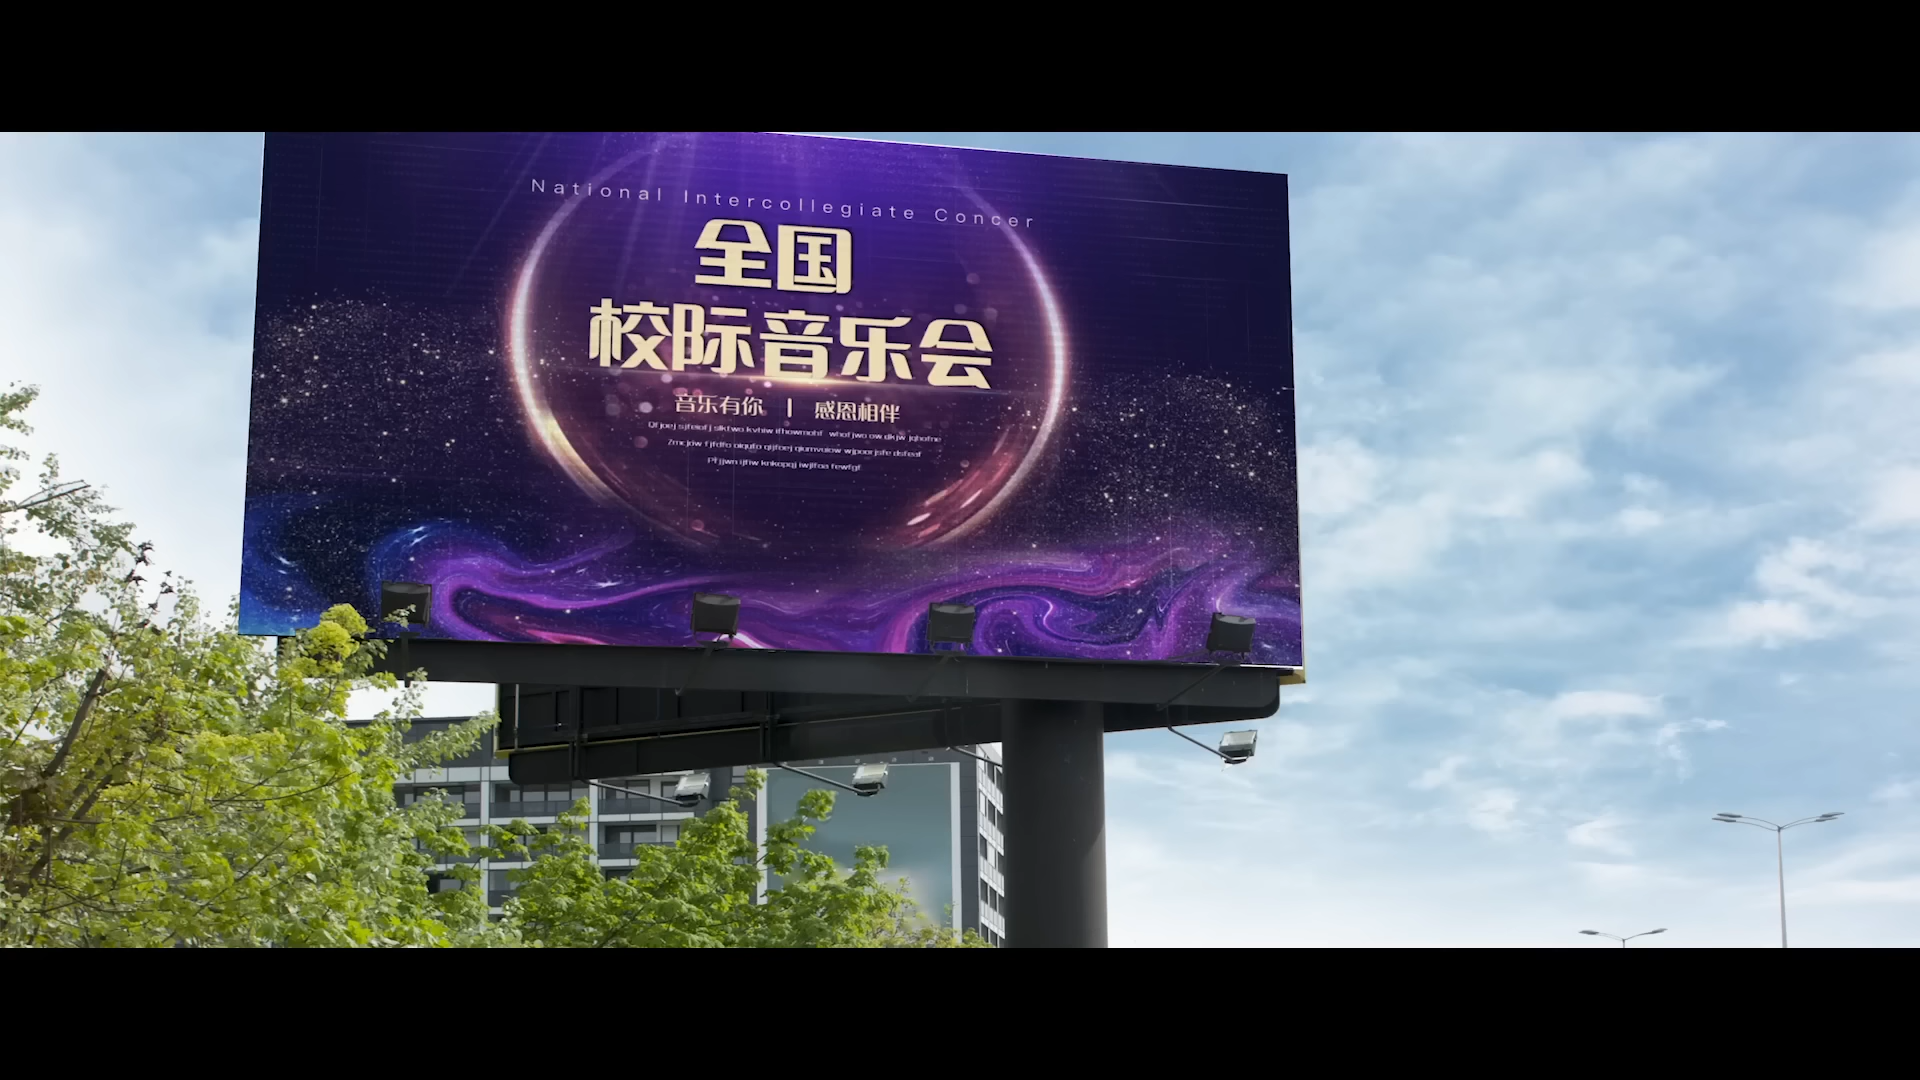 National Intercollegiate Concer
全国
校际音乐会
音乐有你 | 感恩相伴